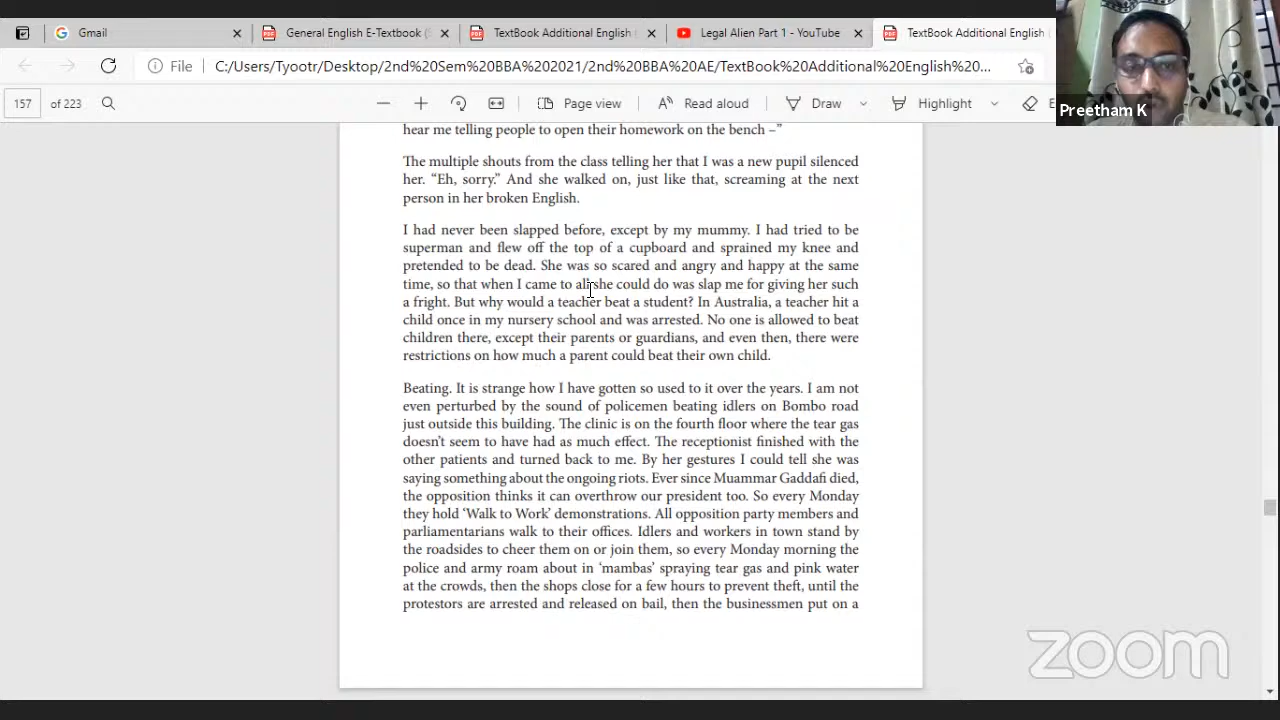 Gmail
General English E-Textbook (
TextBook Additional English
Legal Alien Part 1 - YouTube
TextBook Additional English
File
C:/Users/Tyootr/Desktop/2nd%20Sem%20BBA%202021/2nd%20BBA%20AE/TextBook%20Additional%20English%20...
157
of 223
Page view
Read aloud
Draw
Highlight
Preetham K
hear me telling people to open their homework on the bench –”
The multiple shouts from the class telling her that I was a new pupil silenced
her. “Eh, sorry.” And she walked on, just like that, screaming at the next
person in her broken English.
I had never been slapped before, except by my mummy. I had tried to be
superman and flew off the top of a cupboard and sprained my knee and
pretended to be dead. She was so scared and angry and happy at the same
time, so that when I came to all she could do was slap me for giving her such
a fright. But why would a teacher beat a student? In Australia, a teacher hit a
child once in my nursery school and was arrested. No one is allowed to beat
children there, except their parents or guardians, and even then, there were
restrictions on how much a parent could beat their own child.
Beating. It is strange how I have gotten so used to it over the years. I am not
even perturbed by the sound of policemen beating idlers on Bombo road
just outside this building. The clinic is on the fourth floor where the tear gas
doesn’t seem to have had as much effect. The receptionist finished with the
other patients and turned back to me. By her gestures I could tell she was
saying something about the ongoing riots. Ever since Muammar Gaddafi died,
the opposition thinks it can overthrow our president too. So every Monday
they hold ‘Walk to Work’ demonstrations. All opposition party members and
parliamentarians walk to their offices. Idlers and workers in town stand by
the roadsides to cheer them on or join them, so every Monday morning the
police and army roam about in ‘mambas’ spraying tear gas and pink water
at the crowds, then the shops close for a few hours to prevent theft, until the
protestors are arrested and released on bail, then the businessmen put on a
zoom